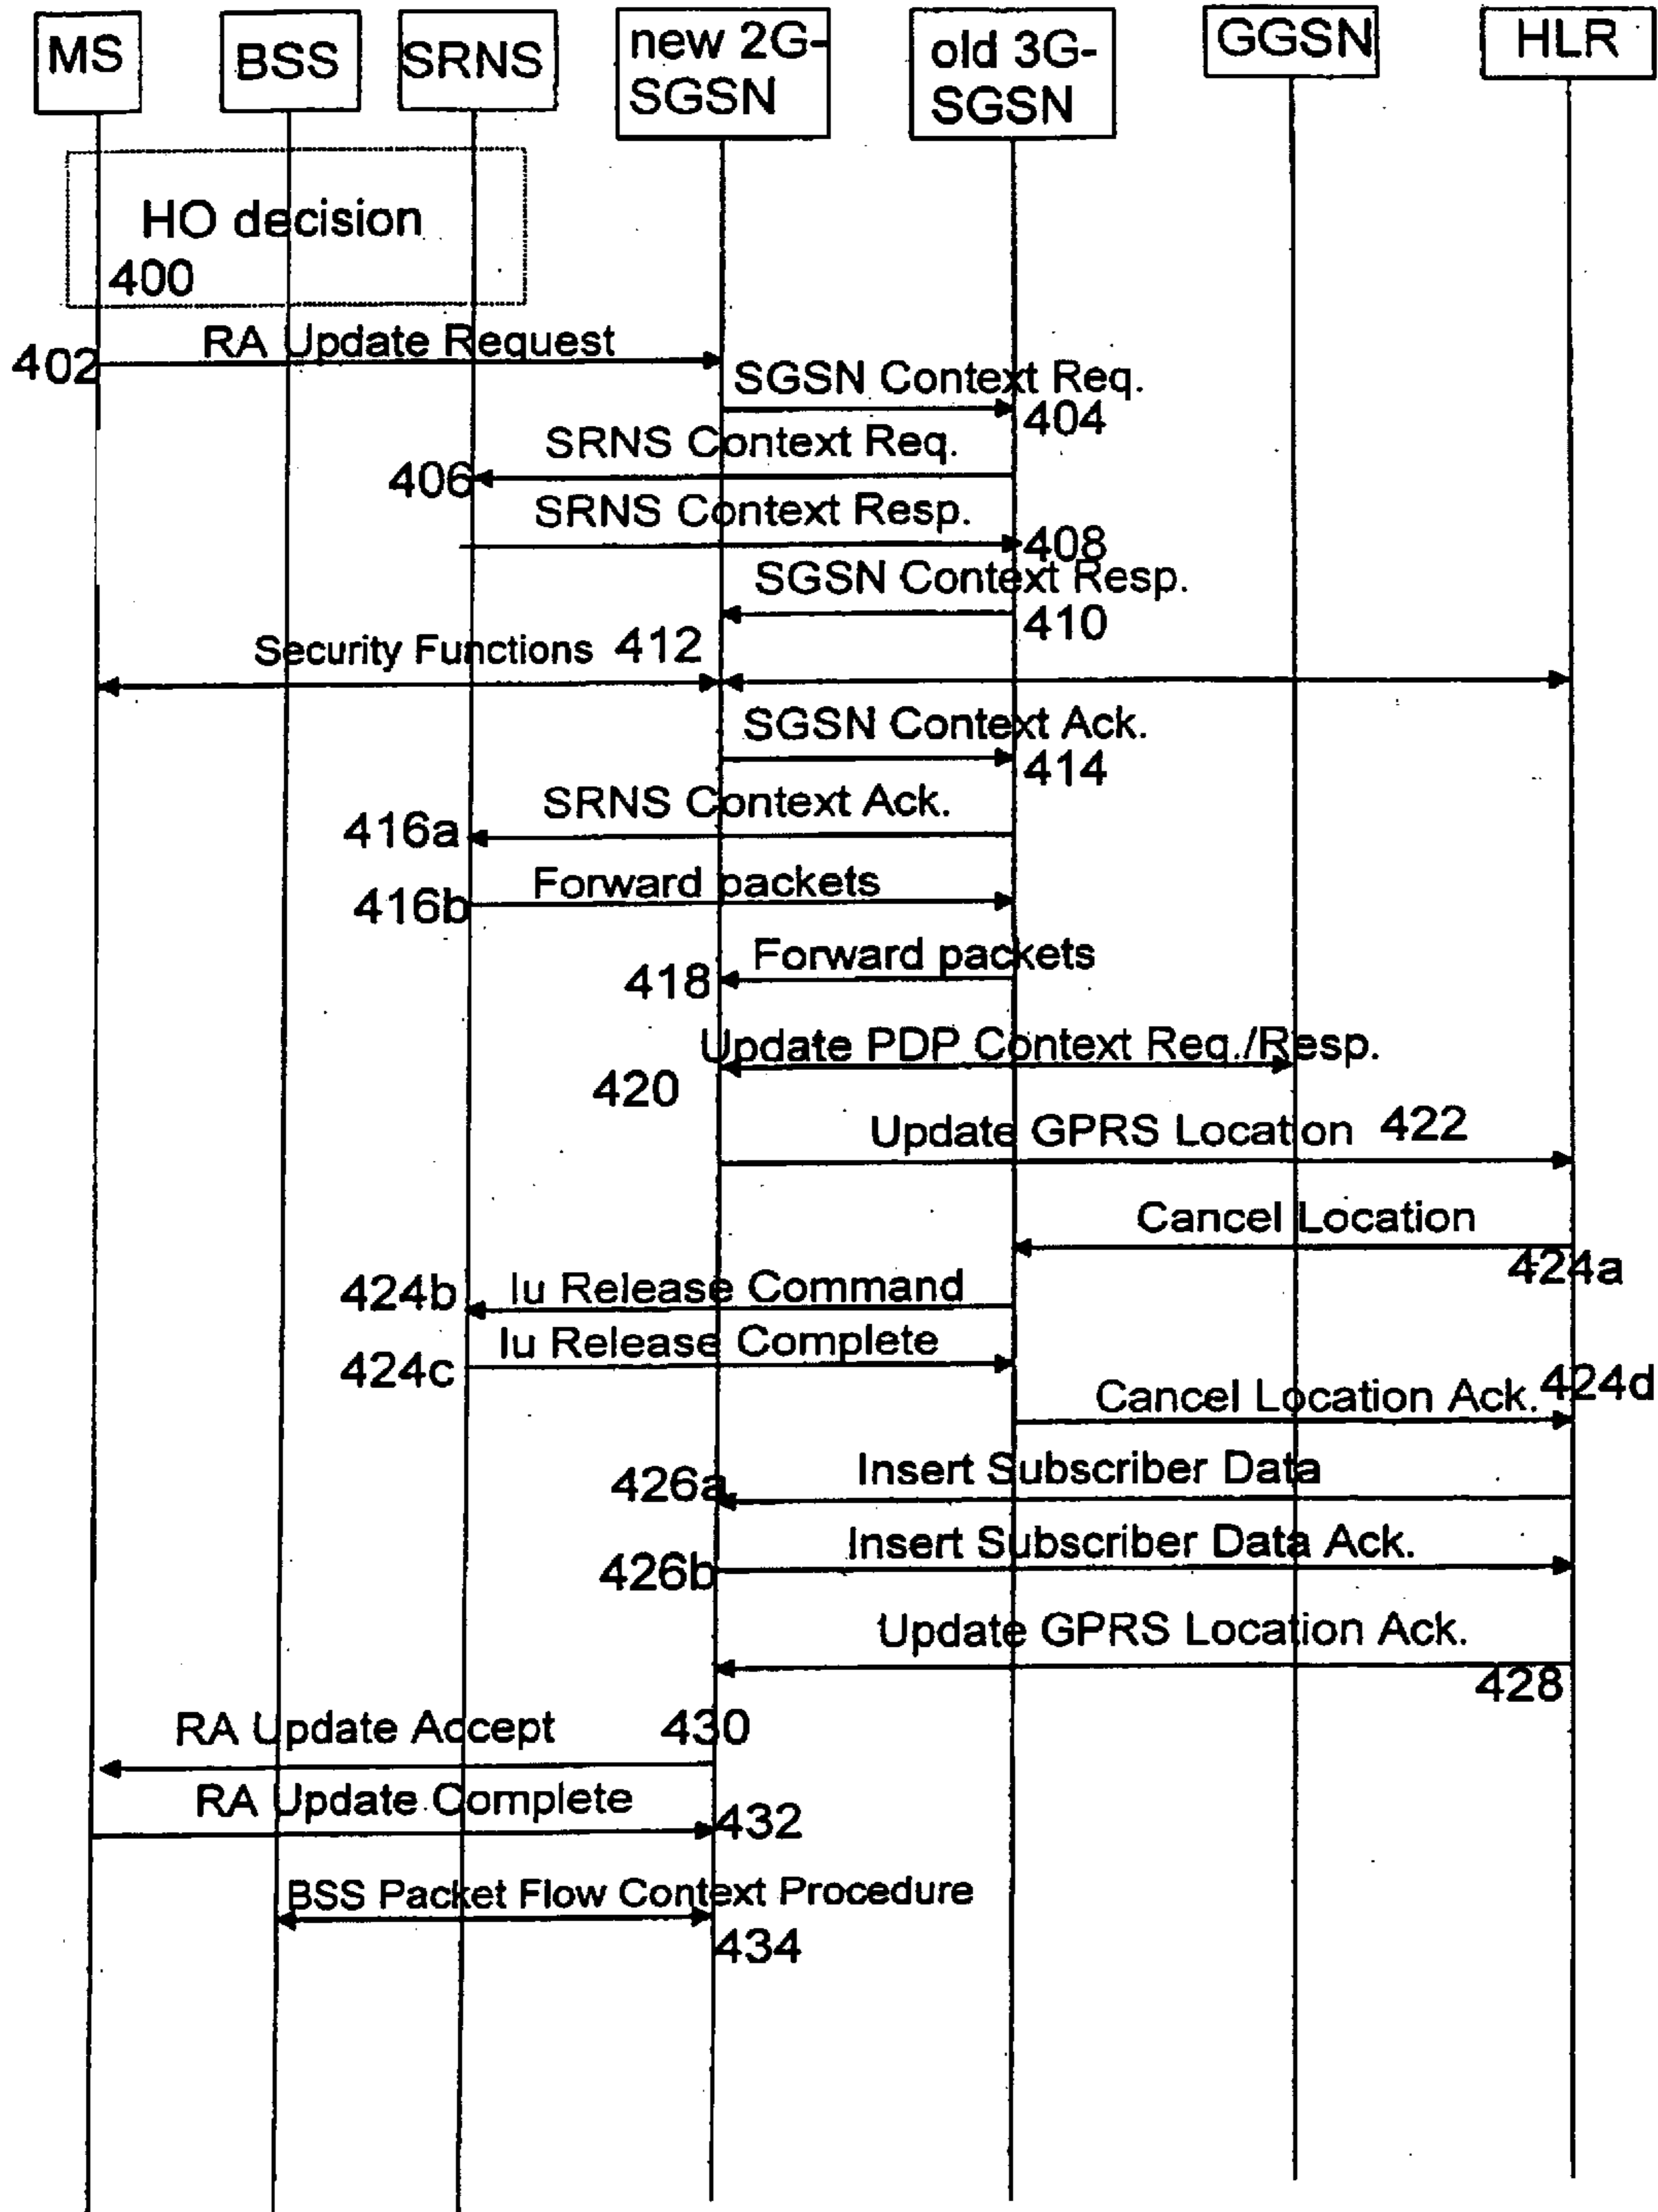 MS
BSS
SRNS
new 2G-
SGSN
old 3G-
SGSN
GGSN
HLR
HO decision
400
RA Update Request
402
SGSN Context Req.
404
SRNS Context Req.
406
SRNS Context Resp.
408
SGSN Context Resp.
410
Security Functions 412
SGSN Context Ack.
414
SRNS Context Ack.
416a
Forward packets
416b
Forward packets
418
Update PDP Context Req./Resp.
420
Update GPRS Location 422
Cancel Location
424a
424b Iu Release Command
Iu Release Complete
424c
Cancel Location Ack. 424d
Insert Subscriber Data
426a
Insert Subscriber Data Ack.
426b
Update GPRS Location Ack.
428
RA Update Accept 430
RA Update Complete
432
BSS Packet Flow Context Procedure
434